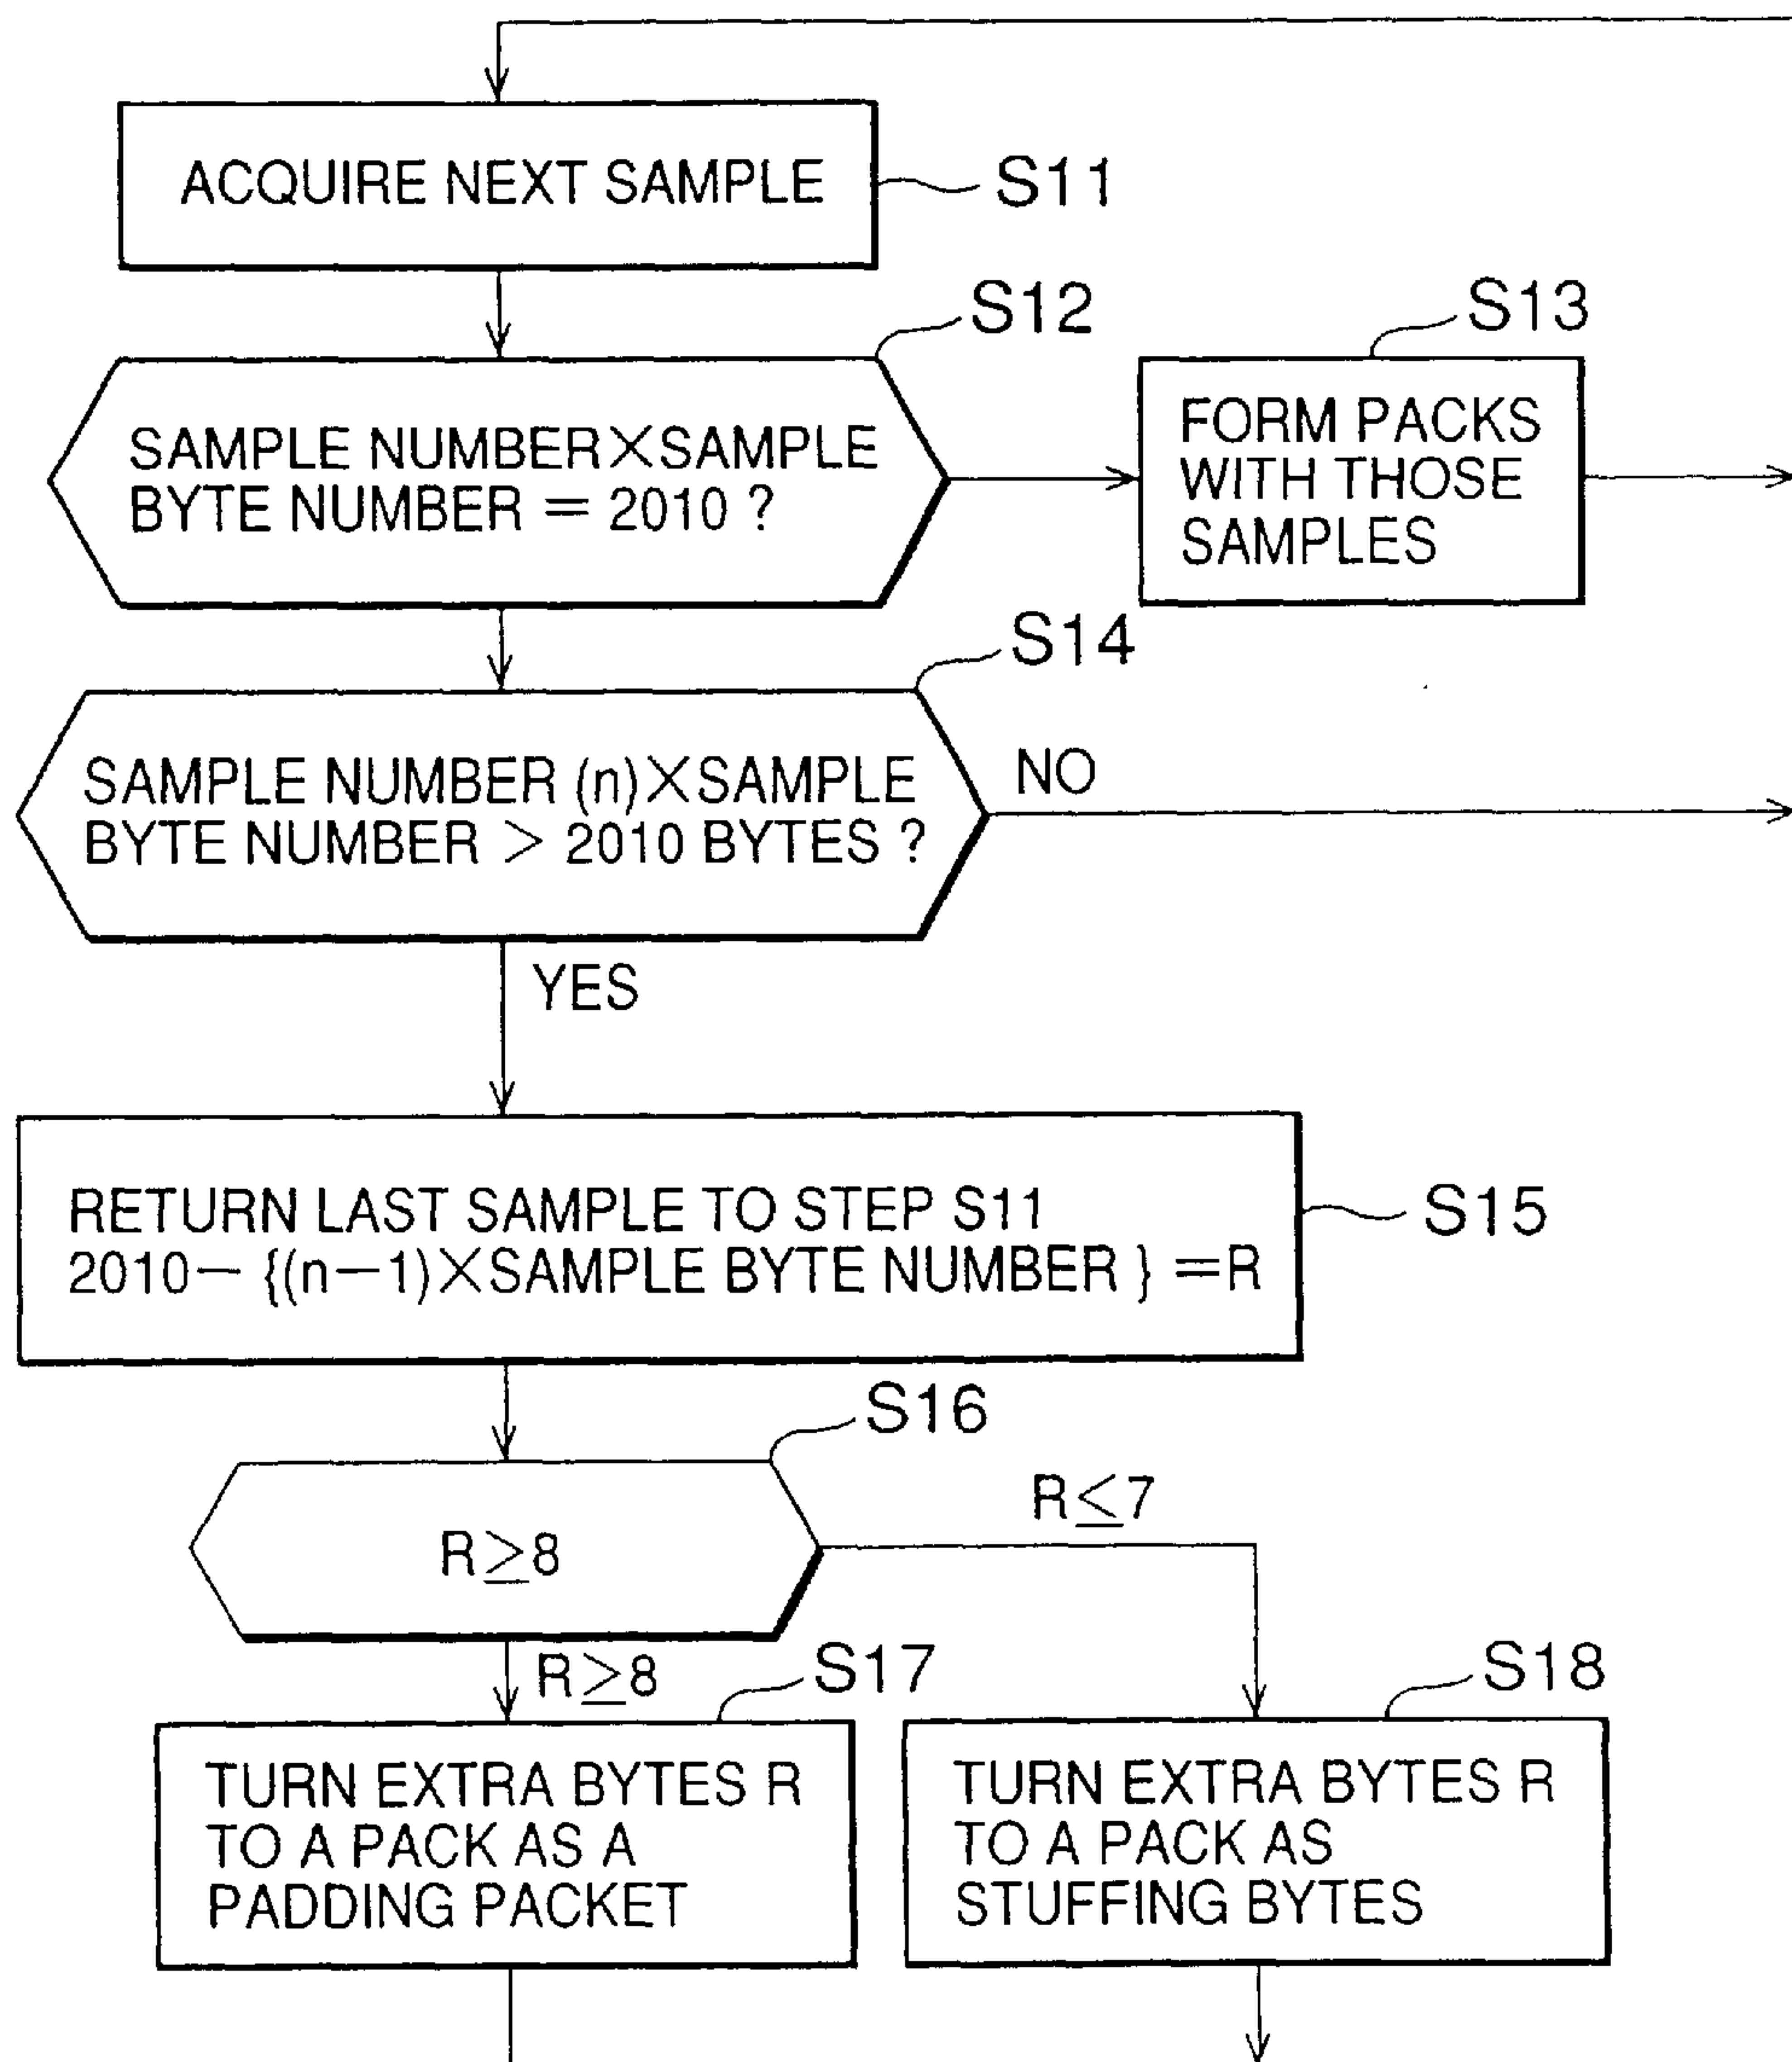 ACQUIRE NEXT SAMPLE
S11
S12
SAMPLE NUMBER×SAMPLE
BYTE NUMBER = 2010 ?
S13
FORM PACKS
WITH THOSE
SAMPLES
S14
SAMPLE NUMBER (n)×SAMPLE
BYTE NUMBER > 2010 BYTES ?
NO
YES
RETURN LAST SAMPLE TO STEP S11
2010− {(n−1)×SAMPLE BYTE NUMBER } =R
S15
S16
R≥8
R≤7
R≥8
S17
TURN EXTRA BYTES R
TO A PACK AS A
PADDING PACKET
S18
TURN EXTRA BYTES R
TO A PACK AS
STUFFING BYTES